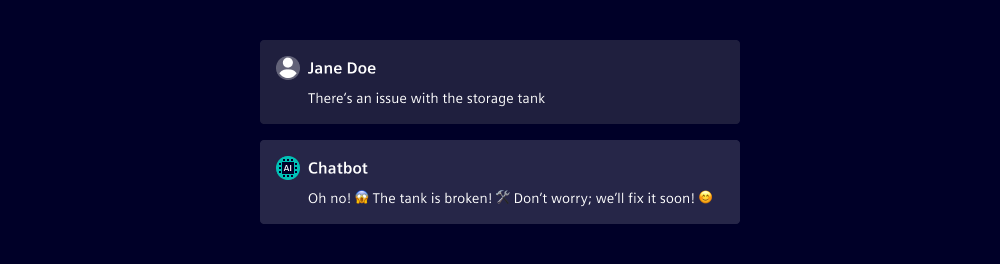 Jane Doe
There’s an issue with the storage tank
AI
Chatbot
Oh no! 😱 The tank is broken! 🛠️ Don’t worry; we’ll fix it soon! 😊